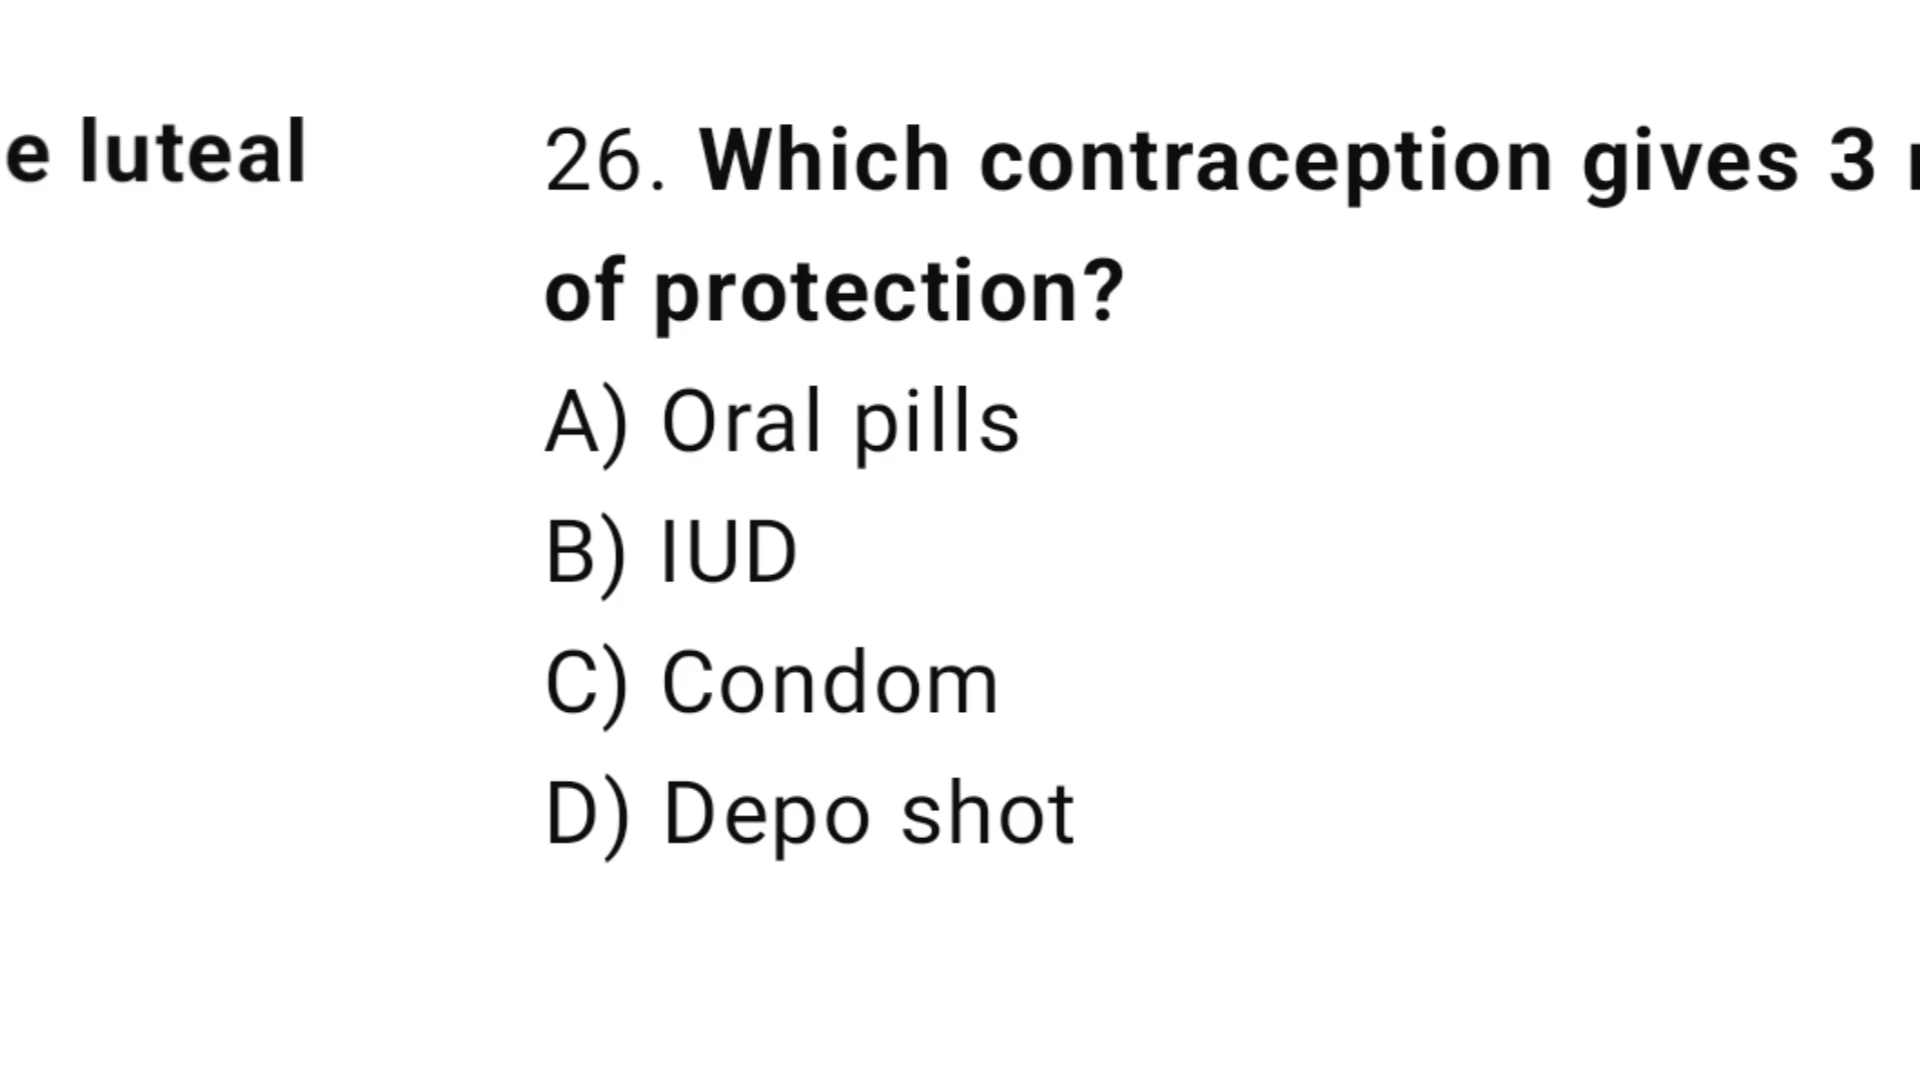 e luteal
26. Which contraception gives 3
of protection?
A) Oral pills
B) IUD
C) Condom
D) Depo shot